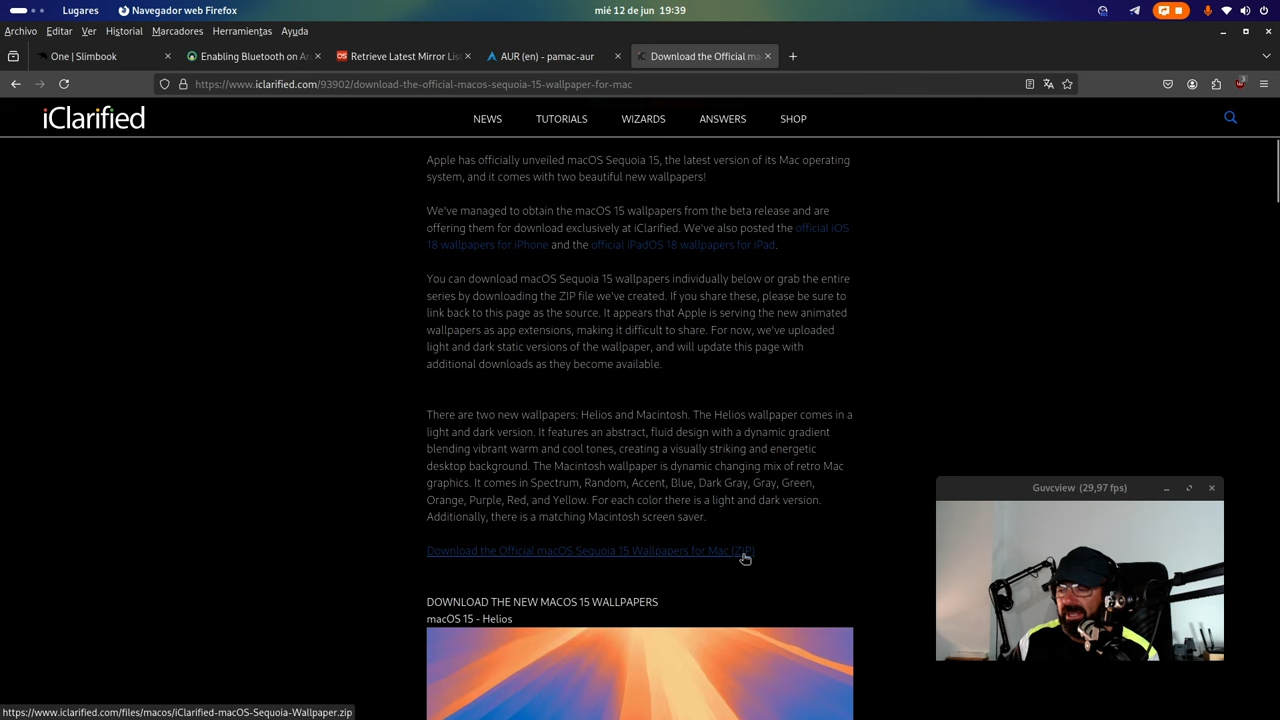 Lugares
Navegador web Firefox
mié 12 de jun 19:39
Archivo Editar Ver Historial Marcadores Herramientas Ayuda
One | Slimbook
Enabling Bluetooth on Ar
Retrieve Latest Mirror Lis
AUR (en) - pamac-aur
Download the Official ma
https://www.iclarified.com/93902/download-the-official-macos-sequoia-15-wallpaper-for-mac
iClarified
NEWS TUTORIALS WIZARDS ANSWERS SHOP
Apple has officially unveiled macOS Sequoia 15, the latest version of its Mac operating
system, and it comes with two beautiful new wallpapers!
We've managed to obtain the macOS 15 wallpapers from the beta release and are
offering them for download exclusively at iClarified. We've also posted the official iOS
18 wallpapers for iPhone and the official iPadOS 18 wallpapers for iPad.
You can download macOS Sequoia 15 wallpapers individually below or grab the entire
series by downloading the ZIP file we've created. If you share these, please be sure to
link back to this page as the source. It appears that Apple is serving the new animated
wallpapers as app extensions, making it difficult to share. For now, we've uploaded
light and dark static versions of the wallpaper, and will update this page with
additional downloads as they become available.
There are two new wallpapers: Helios and Macintosh. The Helios wallpaper comes in a
light and dark version. It features an abstract, fluid design with a dynamic gradient
blending vibrant warm and cool tones, creating a visually striking and energetic
desktop background. The Macintosh wallpaper is dynamic changing mix of retro Mac
graphics. It comes in Spectrum, Random, Accent, Blue, Dark Gray, Gray, Green,
Orange, Purple, Red, and Yellow. For each color there is a light and dark version.
Additionally, there is a matching Macintosh screen saver.
Guvcview (29,97 fps)
Download the Official macOS Sequoia 15 Wallpapers for Mac (ZIP)
DOWNLOAD THE NEW MACOS 15 WALLPAPERS
macOS 15 - Helios
https://www.iclarified.com/files/macos/iClarified-macOS-Sequoia-Wallpaper.zip